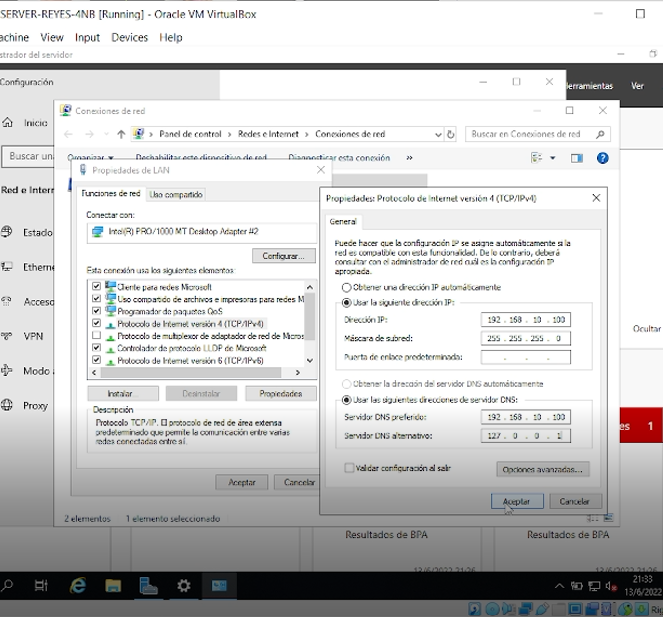 SERVER-REYES-4NB [Running] - Oracle VM VirtualBox
achine View Input Devices Help
strador del servidor
Configuración
erramientas Ver
Conexiones de red
Inicio
Panel de control > Redes e Internet > Conexiones de red
Buscar en Conexiones de red
Buscar un
Organizar Deshabilitar este dispositivo de red Diagnosticar esta conexión »
Propiedades de LAN
Red e Inter
Funciones de red Uso compartido
Propiedades: Protocolo de Internet versión 4 (TCP/IPv4)
General
Conectar con:
Intel(R) PRO/1000 MT Desktop Adapter #2
Configurar...
Estado
Etherne
Acceso
VPN
Modo
Proxy
Esta conexión usa los siguientes elementos:
Cliente para redes Microsoft
Uso compartido de archivos e impresoras para redes M
Programador de paquetes QoS
Protocolo de Internet versión 4 (TCP/IPv4)
Protocolo de multiplexor de adaptador de red de Micros
Controlador de protocolo LLDP de Microsoft
Protocolo de Internet versión 6 (TCP/IPv6)
Instalar... Desinstalar Propiedades
Descripción
Protocolo TCP/IP. El protocolo de red de área extensa
predeterminado que permite la comunicación entre varias
redes conectadas entre sí.
Aceptar Cancelar
Puede hacer que la configuración IP se asigne automáticamente si la
red es compatible con esta funcionalidad. De lo contrario, deberá
consultar con el administrador de red cuál es la configuración IP
apropiada.
Obtener una dirección IP automáticamente
Usar la siguiente dirección IP:
Dirección IP: 192 . 168 . 10 . 100
Máscara de subred: 255 . 255 . 255 . 0
Puerta de enlace predeterminada: . . .
Obtener la dirección del servidor DNS automáticamente
Usar las siguientes direcciones de servidor DNS:
Servidor DNS preferido: 192 . 168 . 10 . 100
Servidor DNS alternativo: 127 . 0 . 0 . 1
Validar configuración al salir
Opciones avanzadas...
Aceptar Cancelar
Ocultar
es 1
2 elementos 1 elemento seleccionado
Resultados de BPA
Resultados de BPA
13/6/2022 21:26
13/6/2022 21:26
21:33
13/6/2022
Rig